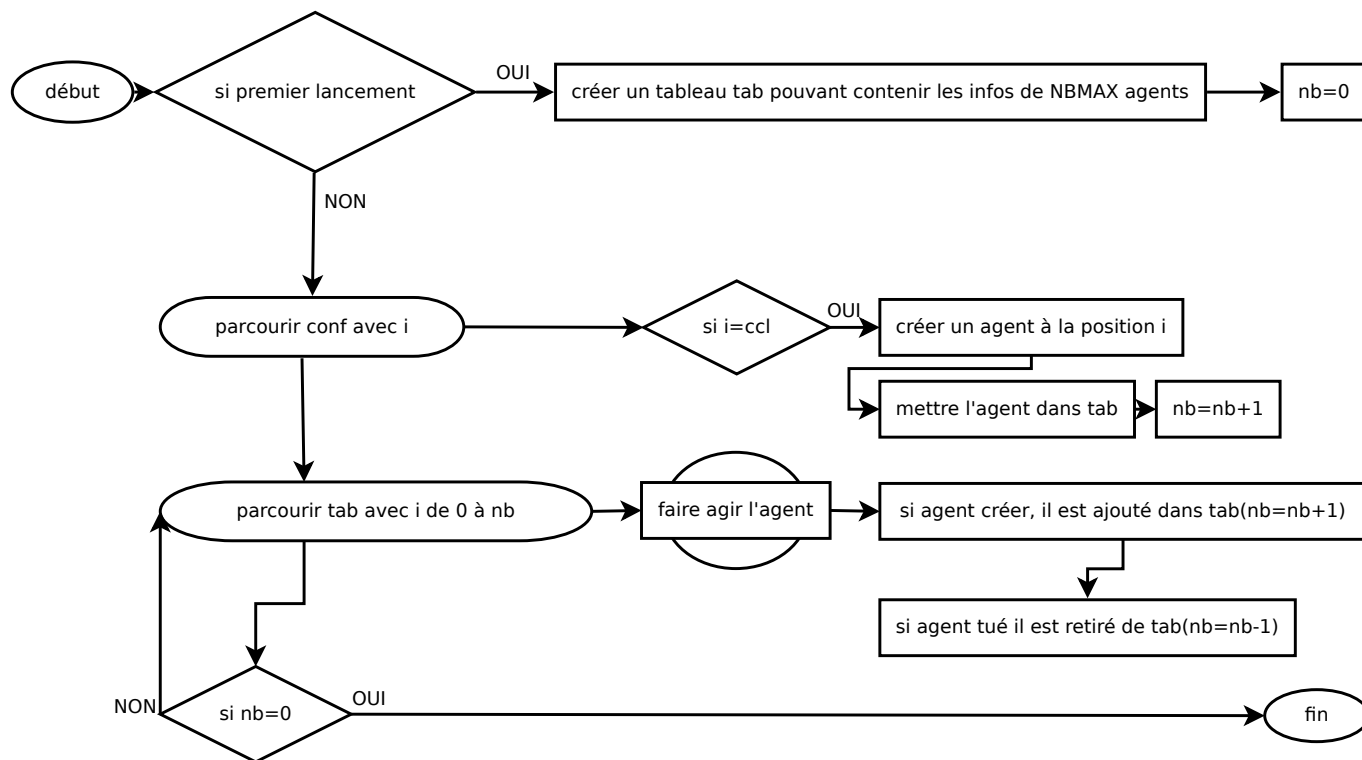 début
si premier lancement
OUI
créer un tableau tab pouvant contenir les infos de NBMAX agents
nb=0
NON
parcourir conf avec i
si i=ccl
OUI
créer un agent à la position i
mettre l'agent dans tab
nb=nb+1
parcourir tab avec i de 0 à nb
faire agir l'agent
si agent créer, il est ajouté dans tab(nb=nb+1)
si agent tué il est retiré de tab(nb=nb-1)
NON
si nb=0
OUI
fin